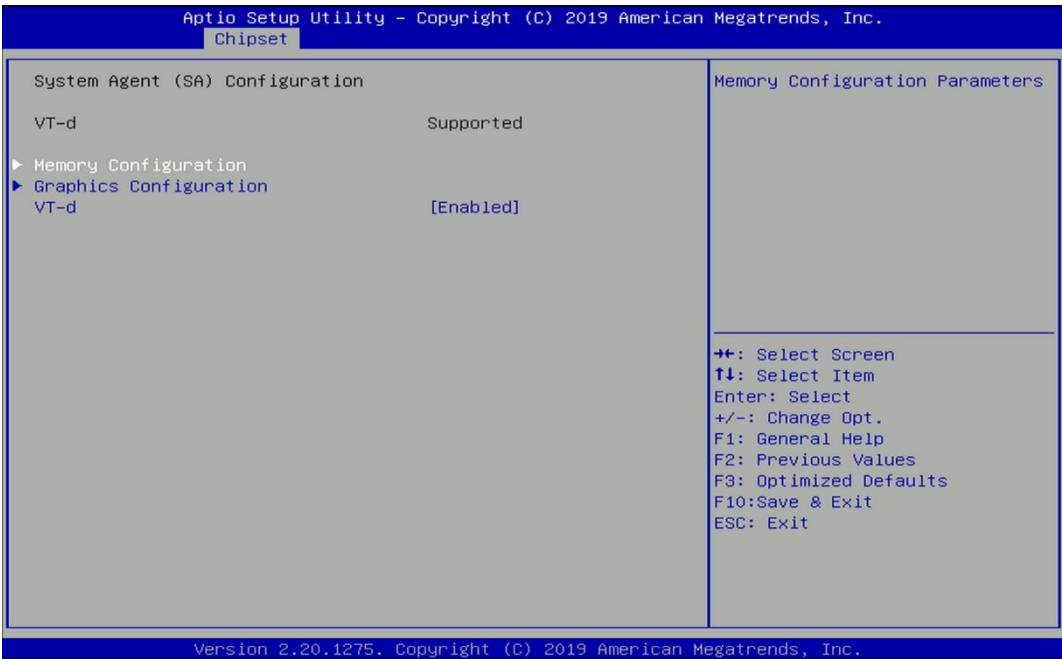 Aptio Setup Utility – Copyright (C) 2019 American Megatrends, Inc.
Chipset
System Agent (SA) Configuration
VT-d Supported
▶ Memory Configuration
▶ Graphics Configuration
VT-d [Enabled]
Memory Configuration Parameters
→←: Select Screen
↑↓: Select Item
Enter: Select
+/-: Change Opt.
F1: General Help
F2: Previous Values
F3: Optimized Defaults
F10:Save & Exit
ESC: Exit
Version 2.20.1275. Copyright (C) 2019 American Megatrends, Inc.